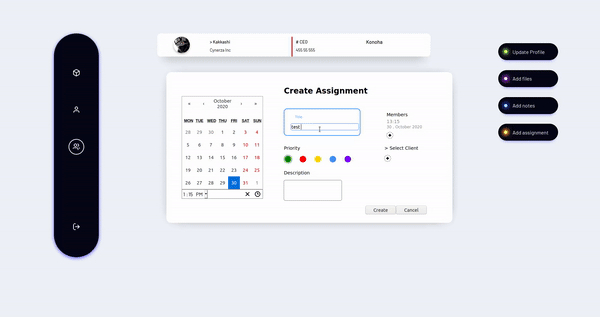 > Kakkashi
Cynerza Inc
# CEO
455 55 555
Konoha
Update Profile
Add files
Add notes
Add assignment
«
‹
October
2020
›
»
MON TUE WED THU FRI SAT SUN
28 29 30 1 2 3 4
5 6 7 8 9 10 11
12 13 14 15 16 17 18
19 20 21 22 23 24 25
26 27 28 29 30 31 1
1:15 PM
Create Assignment
Title
test
Members
13:15
30. October 2020
Priority
> Select Client
Description
Create
Cancel